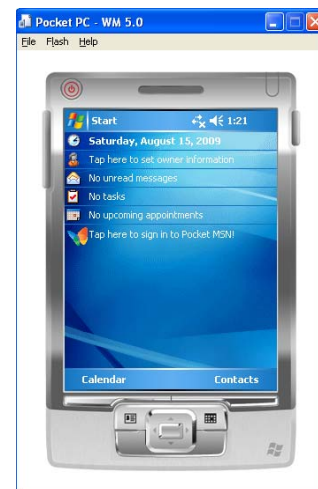 Pocket PC - WM 5.0
File Flash Help
Start 1:21
Saturday, August 15, 2009
Tap here to set owner information
No unread messages
No tasks
No upcoming appointments
Tap here to sign in to Pocket MSN!
Calendar Contacts